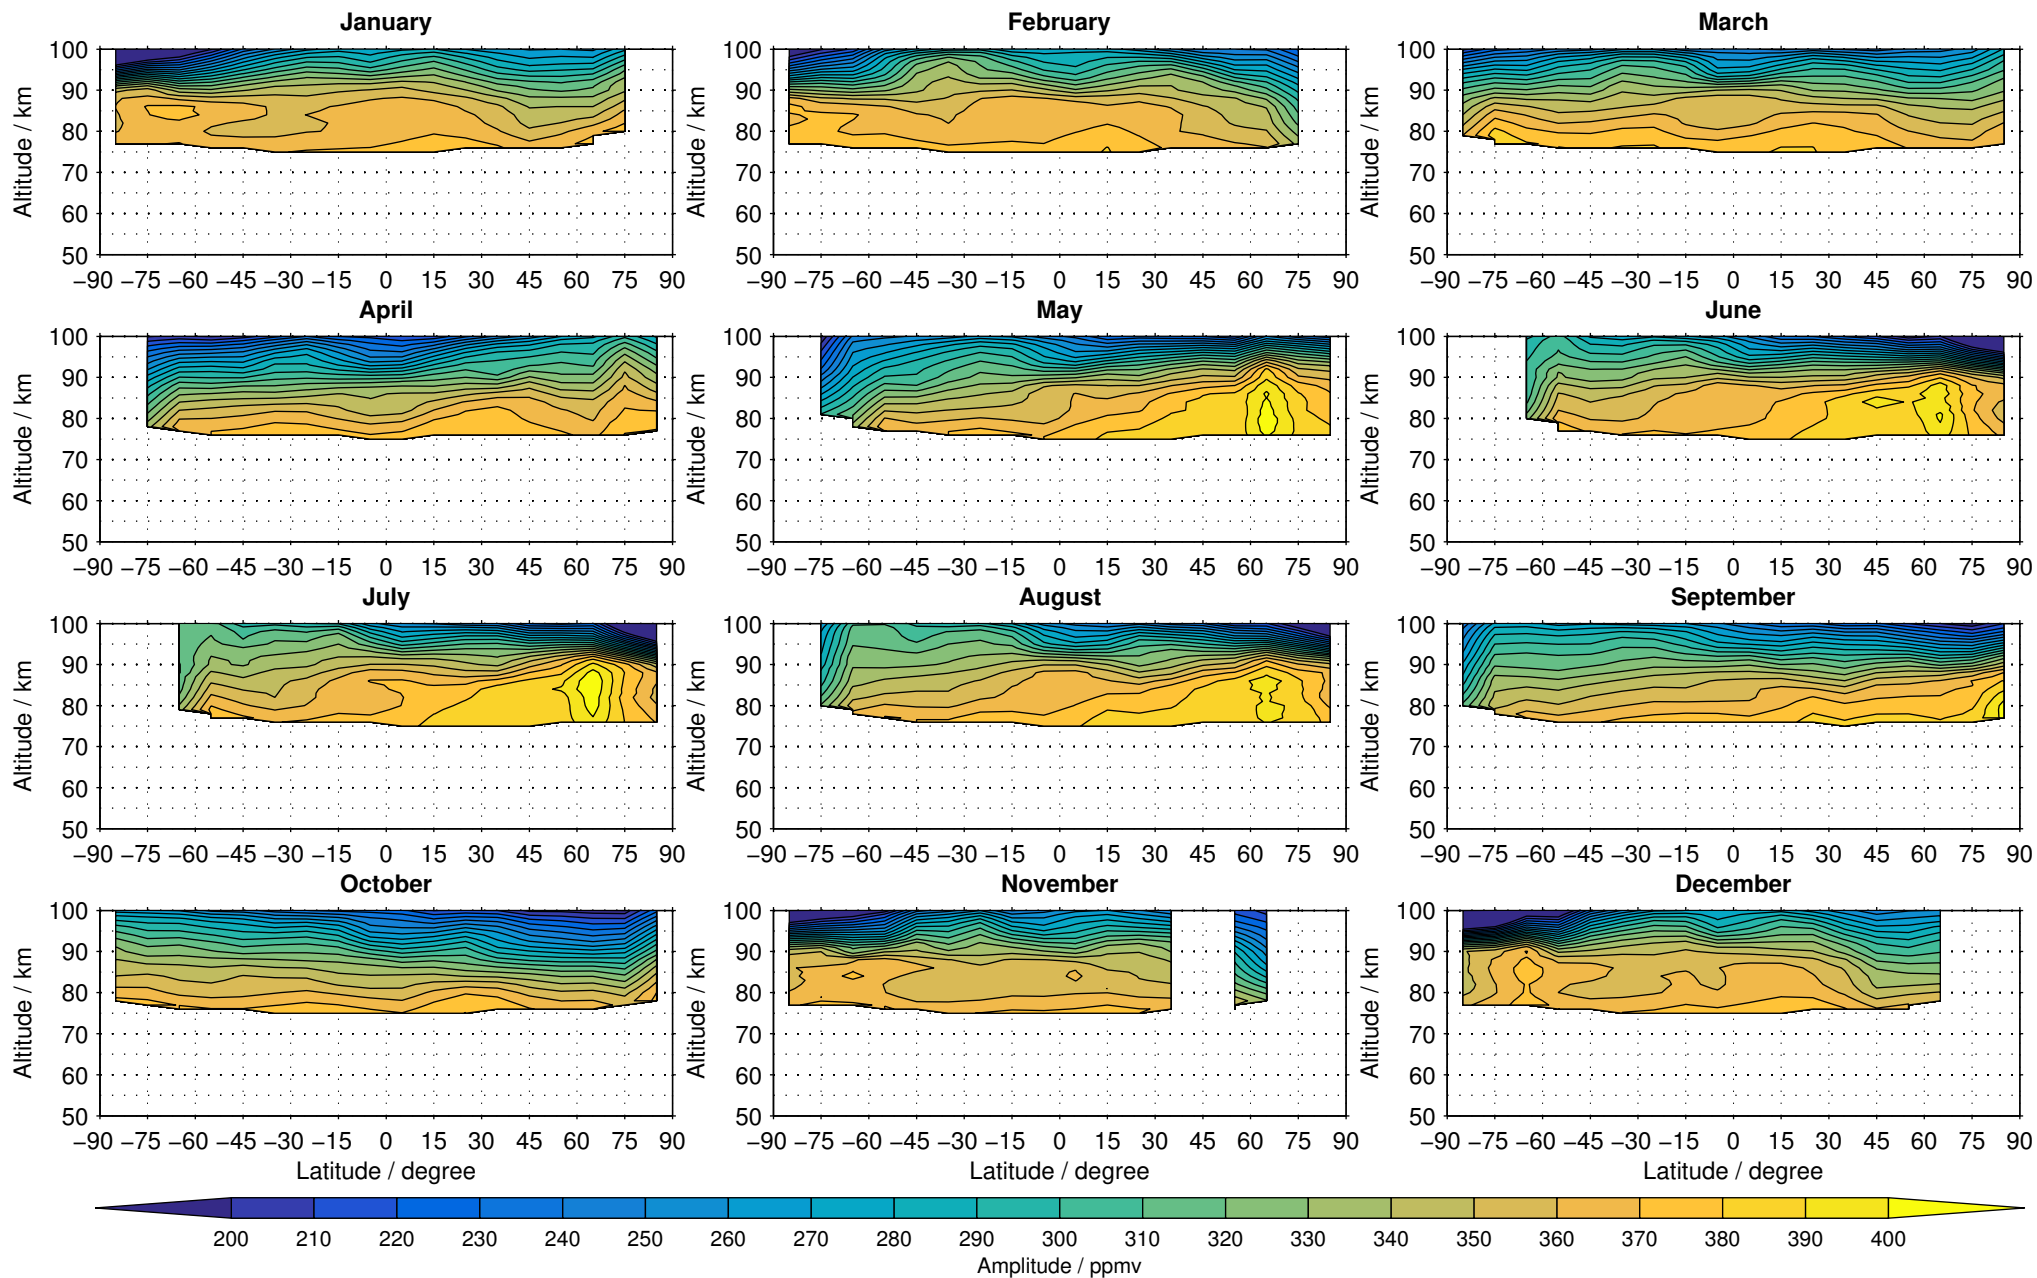 January February March
100 100 100
90 90 90
Altitude / km Altitude / km Altitude / km
80 80 80
70 70 70
60 60 60
50 50 50
−90 −75 −60 −45 −30 −15 0 15 30 45 60 75 90 −90 −75 −60 −45 −30 −15 0 15 30 45 60 75 90 −90 −75 −60 −45 −30 −15 0 15 30 45 60 75 90
April May June
100 100 100
90 90 90
Altitude / km Altitude / km Altitude / km
80 80 80
70 70 70
60 60 60
50 50 50
−90 −75 −60 −45 −30 −15 0 15 30 45 60 75 90 −90 −75 −60 −45 −30 −15 0 15 30 45 60 75 90 −90 −75 −60 −45 −30 −15 0 15 30 45 60 75 90
July August September
100 100 100
90 90 90
Altitude / km Altitude / km Altitude / km
80 80 80
70 70 70
60 60 60
50 50 50
−90 −75 −60 −45 −30 −15 0 15 30 45 60 75 90 −90 −75 −60 −45 −30 −15 0 15 30 45 60 75 90 −90 −75 −60 −45 −30 −15 0 15 30 45 60 75 90
October November December
100 100 100
90 90 90
Altitude / km Altitude / km Altitude / km
80 80 80
70 70 70
60 60 60
50 50 50
−90 −75 −60 −45 −30 −15 0 15 30 45 60 75 90 −90 −75 −60 −45 −30 −15 0 15 30 45 60 75 90 −90 −75 −60 −45 −30 −15 0 15 30 45 60 75 90
Latitude / degree Latitude / degree Latitude / degree
200 210 220 230 240 250 260 270 280 290 300 310 320 330 340 350 360 370 380 390 400
Amplitude / ppmv